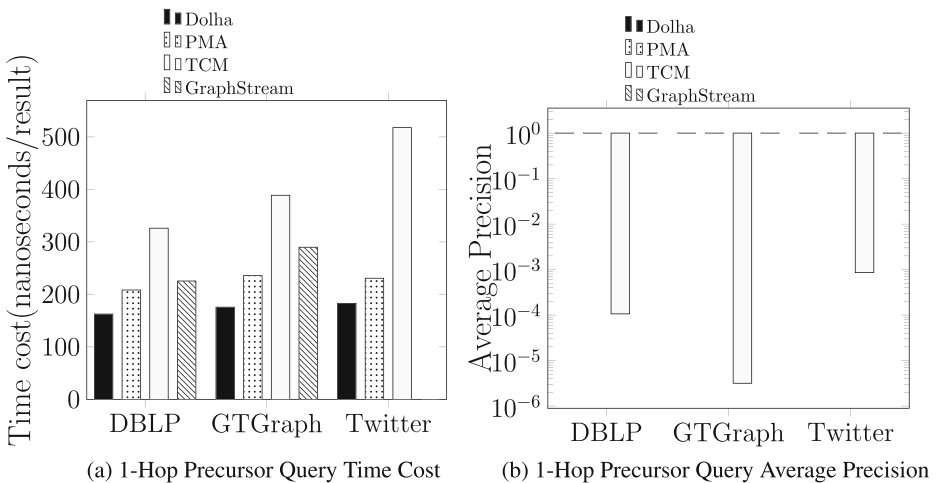 Dolha
PMA
TCM
GraphStream
Time cost(nanoseconds/result)
500
400
300
200
100
0
DBLP GTGraph Twitter
(a) 1-Hop Precursor Query Time Cost
Dolha
PMA
TCM
GraphStream
Average Precision
10⁰
10⁻¹
10⁻²
10⁻³
10⁻⁴
10⁻⁵
10⁻⁶
DBLP GTGraph Twitter
(b) 1-Hop Precursor Query Average Precision